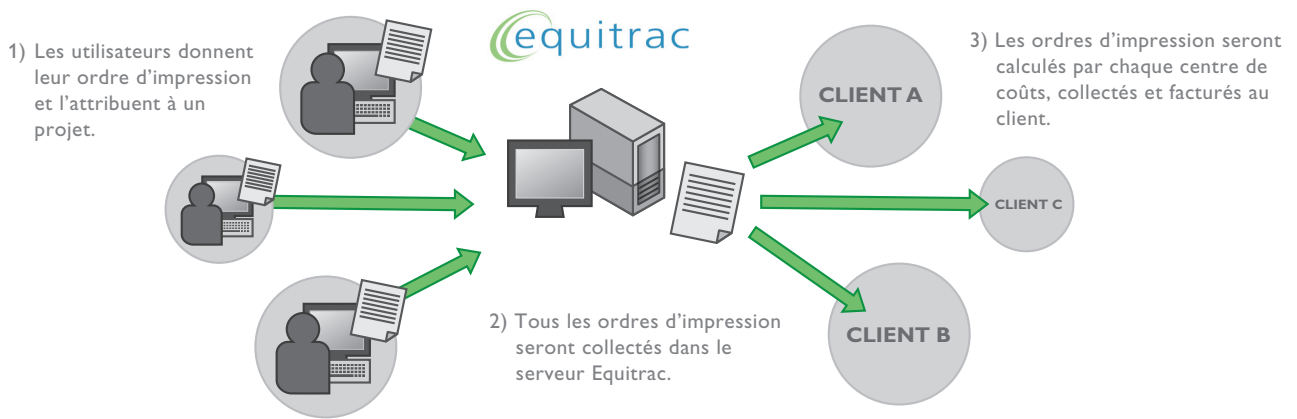 1) Les utilisateurs donnent
leur ordre d'impression
et l'attribuent à un
projet.
equitrac
2) Tous les ordres d'impression
seront collectés dans le
serveur Equitrac.
CLIENT A
CLIENT C
CLIENT B
3) Les ordres d'impression seront
calculés par chaque centre de
coûts, collectés et facturés au
client.